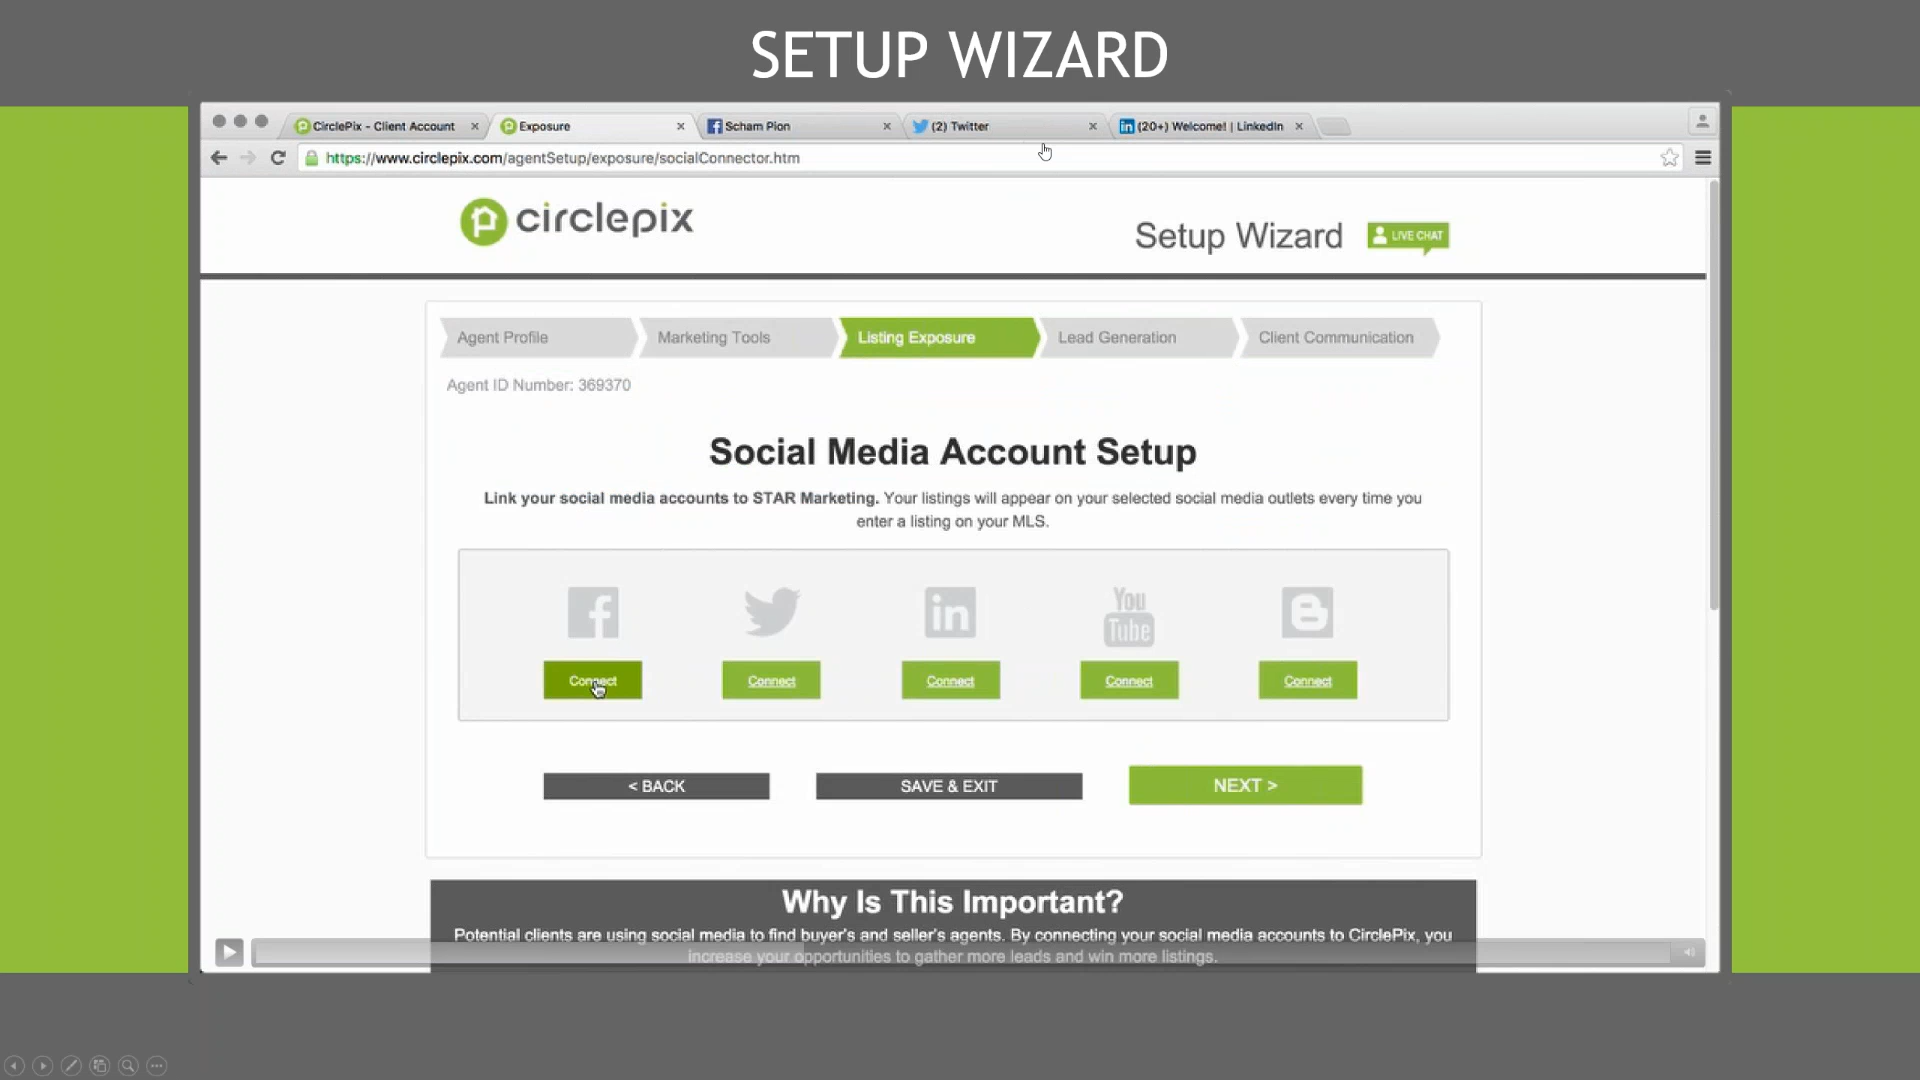 SETUP WIZARD
CirclePix - Client Account
Exposure
Scham Pion
(2) Twitter
(20+) Welcome! | LinkedIn
https://www.circlepix.com/agentSetup/exposure/socialConnector.htm
circlepix
Setup Wizard
LIVE CHAT
Agent Profile
Marketing Tools
Listing Exposure
Lead Generation
Client Communication
Agent ID Number: 369370
Social Media Account Setup
Link your social media accounts to STAR Marketing. Your listings will appear on your selected social media outlets every time you
enter a listing on your MLS.
You
Tube
Connect
Connect
Connect
Connect
Connect
< BACK
SAVE & EXIT
NEXT >
Why Is This Important?
Potential clients are using social media to find buyer's and seller's agents. By connecting your social media accounts to CirclePix, you
increase your opportunities to gather more leads and win more listings.